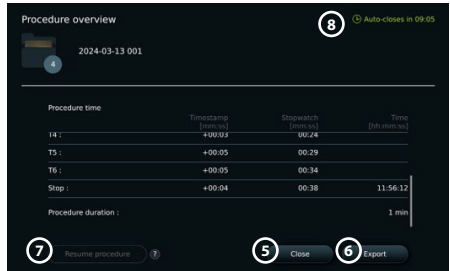 Procedure overview
8
Auto-closes in 09:05
4
2024-03-13 001
Procedure time
Timestamp [mm:ss]
Stopwatch [mm:ss]
Time [hh:mm:ss]
T4 : +00:03 00:24
T5 : +00:05 00:29
T6 : +00:05 00:34
Stop : +00:04 00:38 11:56:12
Procedure duration : 1 min
7
Resume procedure
?
5
Close
6
Export